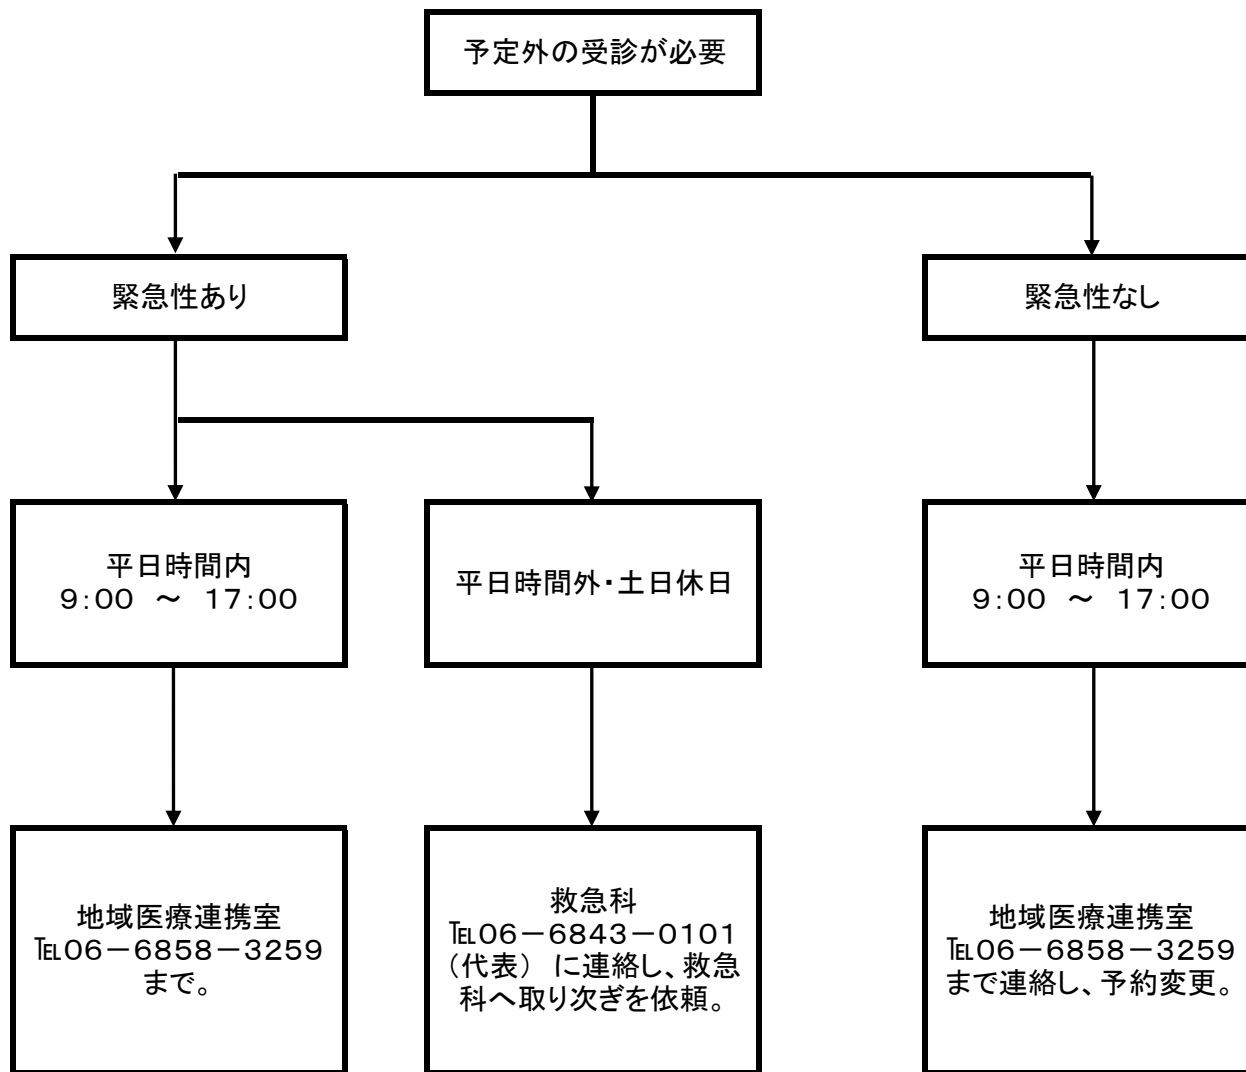 予定外の受診が必要
緊急性あり
緊急性なし
平日時間内
9:00 ～ 17:00
平日時間外・土日休日
平日時間内
9:00 ～ 17:00
地域医療連携室
℡06－6858－3259
まで。
救急科
℡06－6843－0101
（代表） に連絡し、救急
科へ取り次ぎを依頼。
地域医療連携室
℡06－6858－3259
まで連絡し、予約変更。